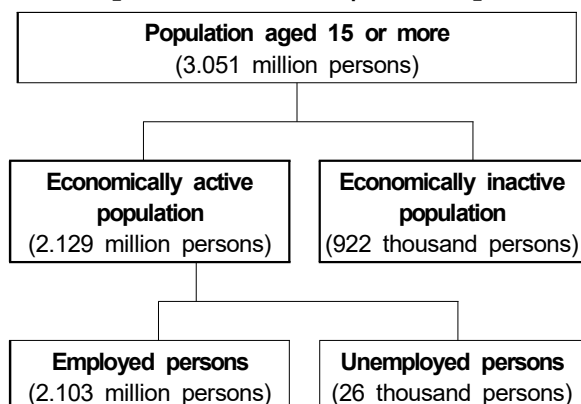 Population aged 15 or more
(3.051 million persons)
Economically active
population
(2.129 million persons)
Economically inactive
population
(922 thousand persons)
Employed persons
(2.103 million persons)
Unemployed persons
(26 thousand persons)